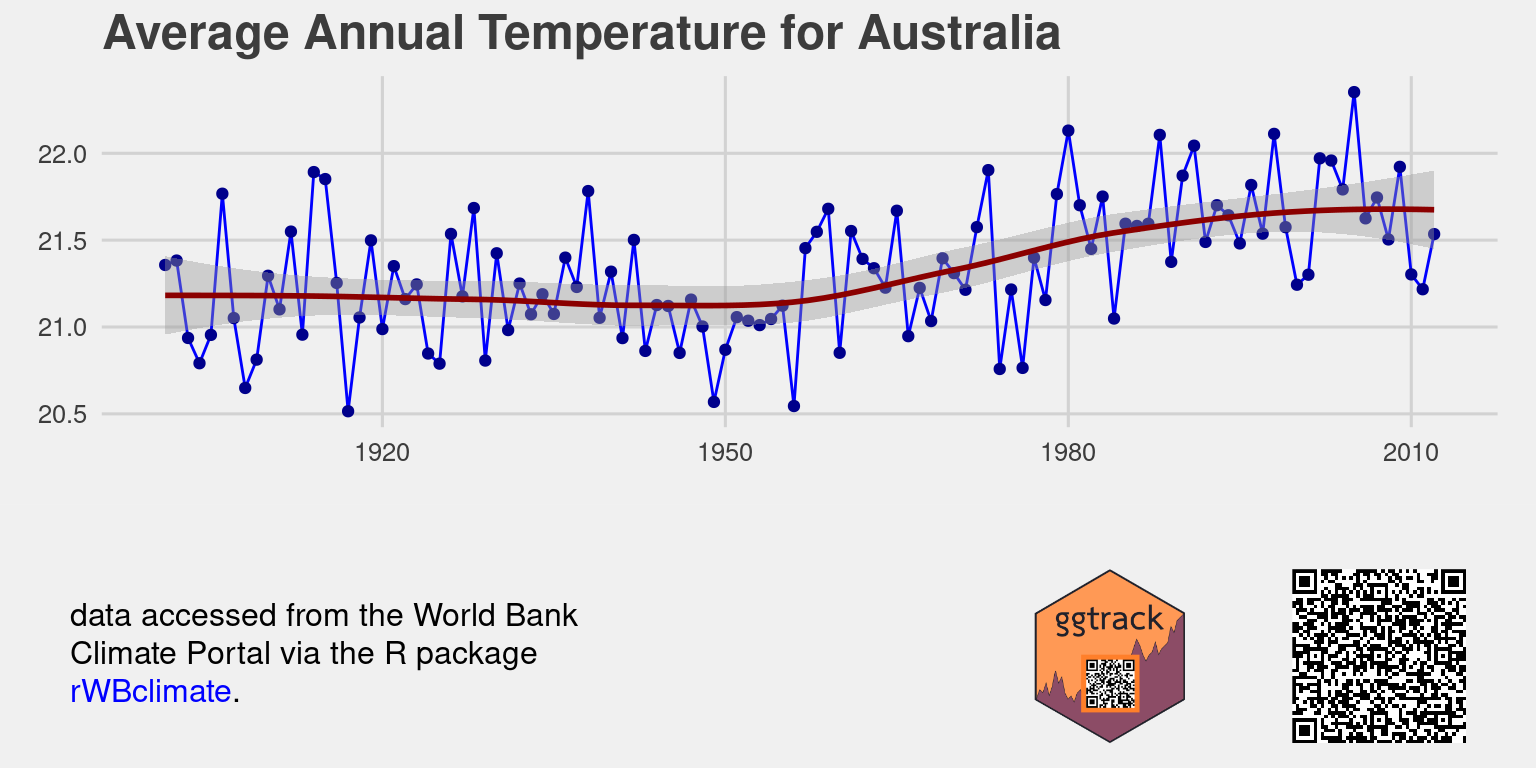 Average Annual Temperature for Australia
22.0
21.5
21.0
20.5
1920 1950 1980 2010
data accessed from the World Bank
Climate Portal via the R package
rWBclimate.
ggtrack